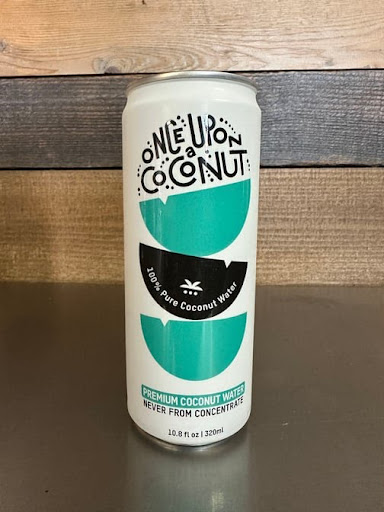 ONCE UPON
a
COCONUT
100% Pure Coconut Water
PREMIUM COCONUT WATER
NEVER FROM CONCENTRATE
10.8 fl oz | 320ml